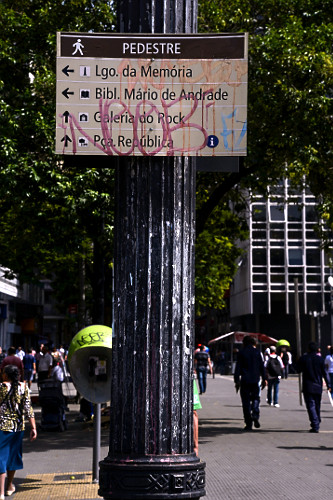 PEDESTRE
Lgo. da Memória
Bibl. Mário de Andrade
Galeria do Rock
Pça.República
i